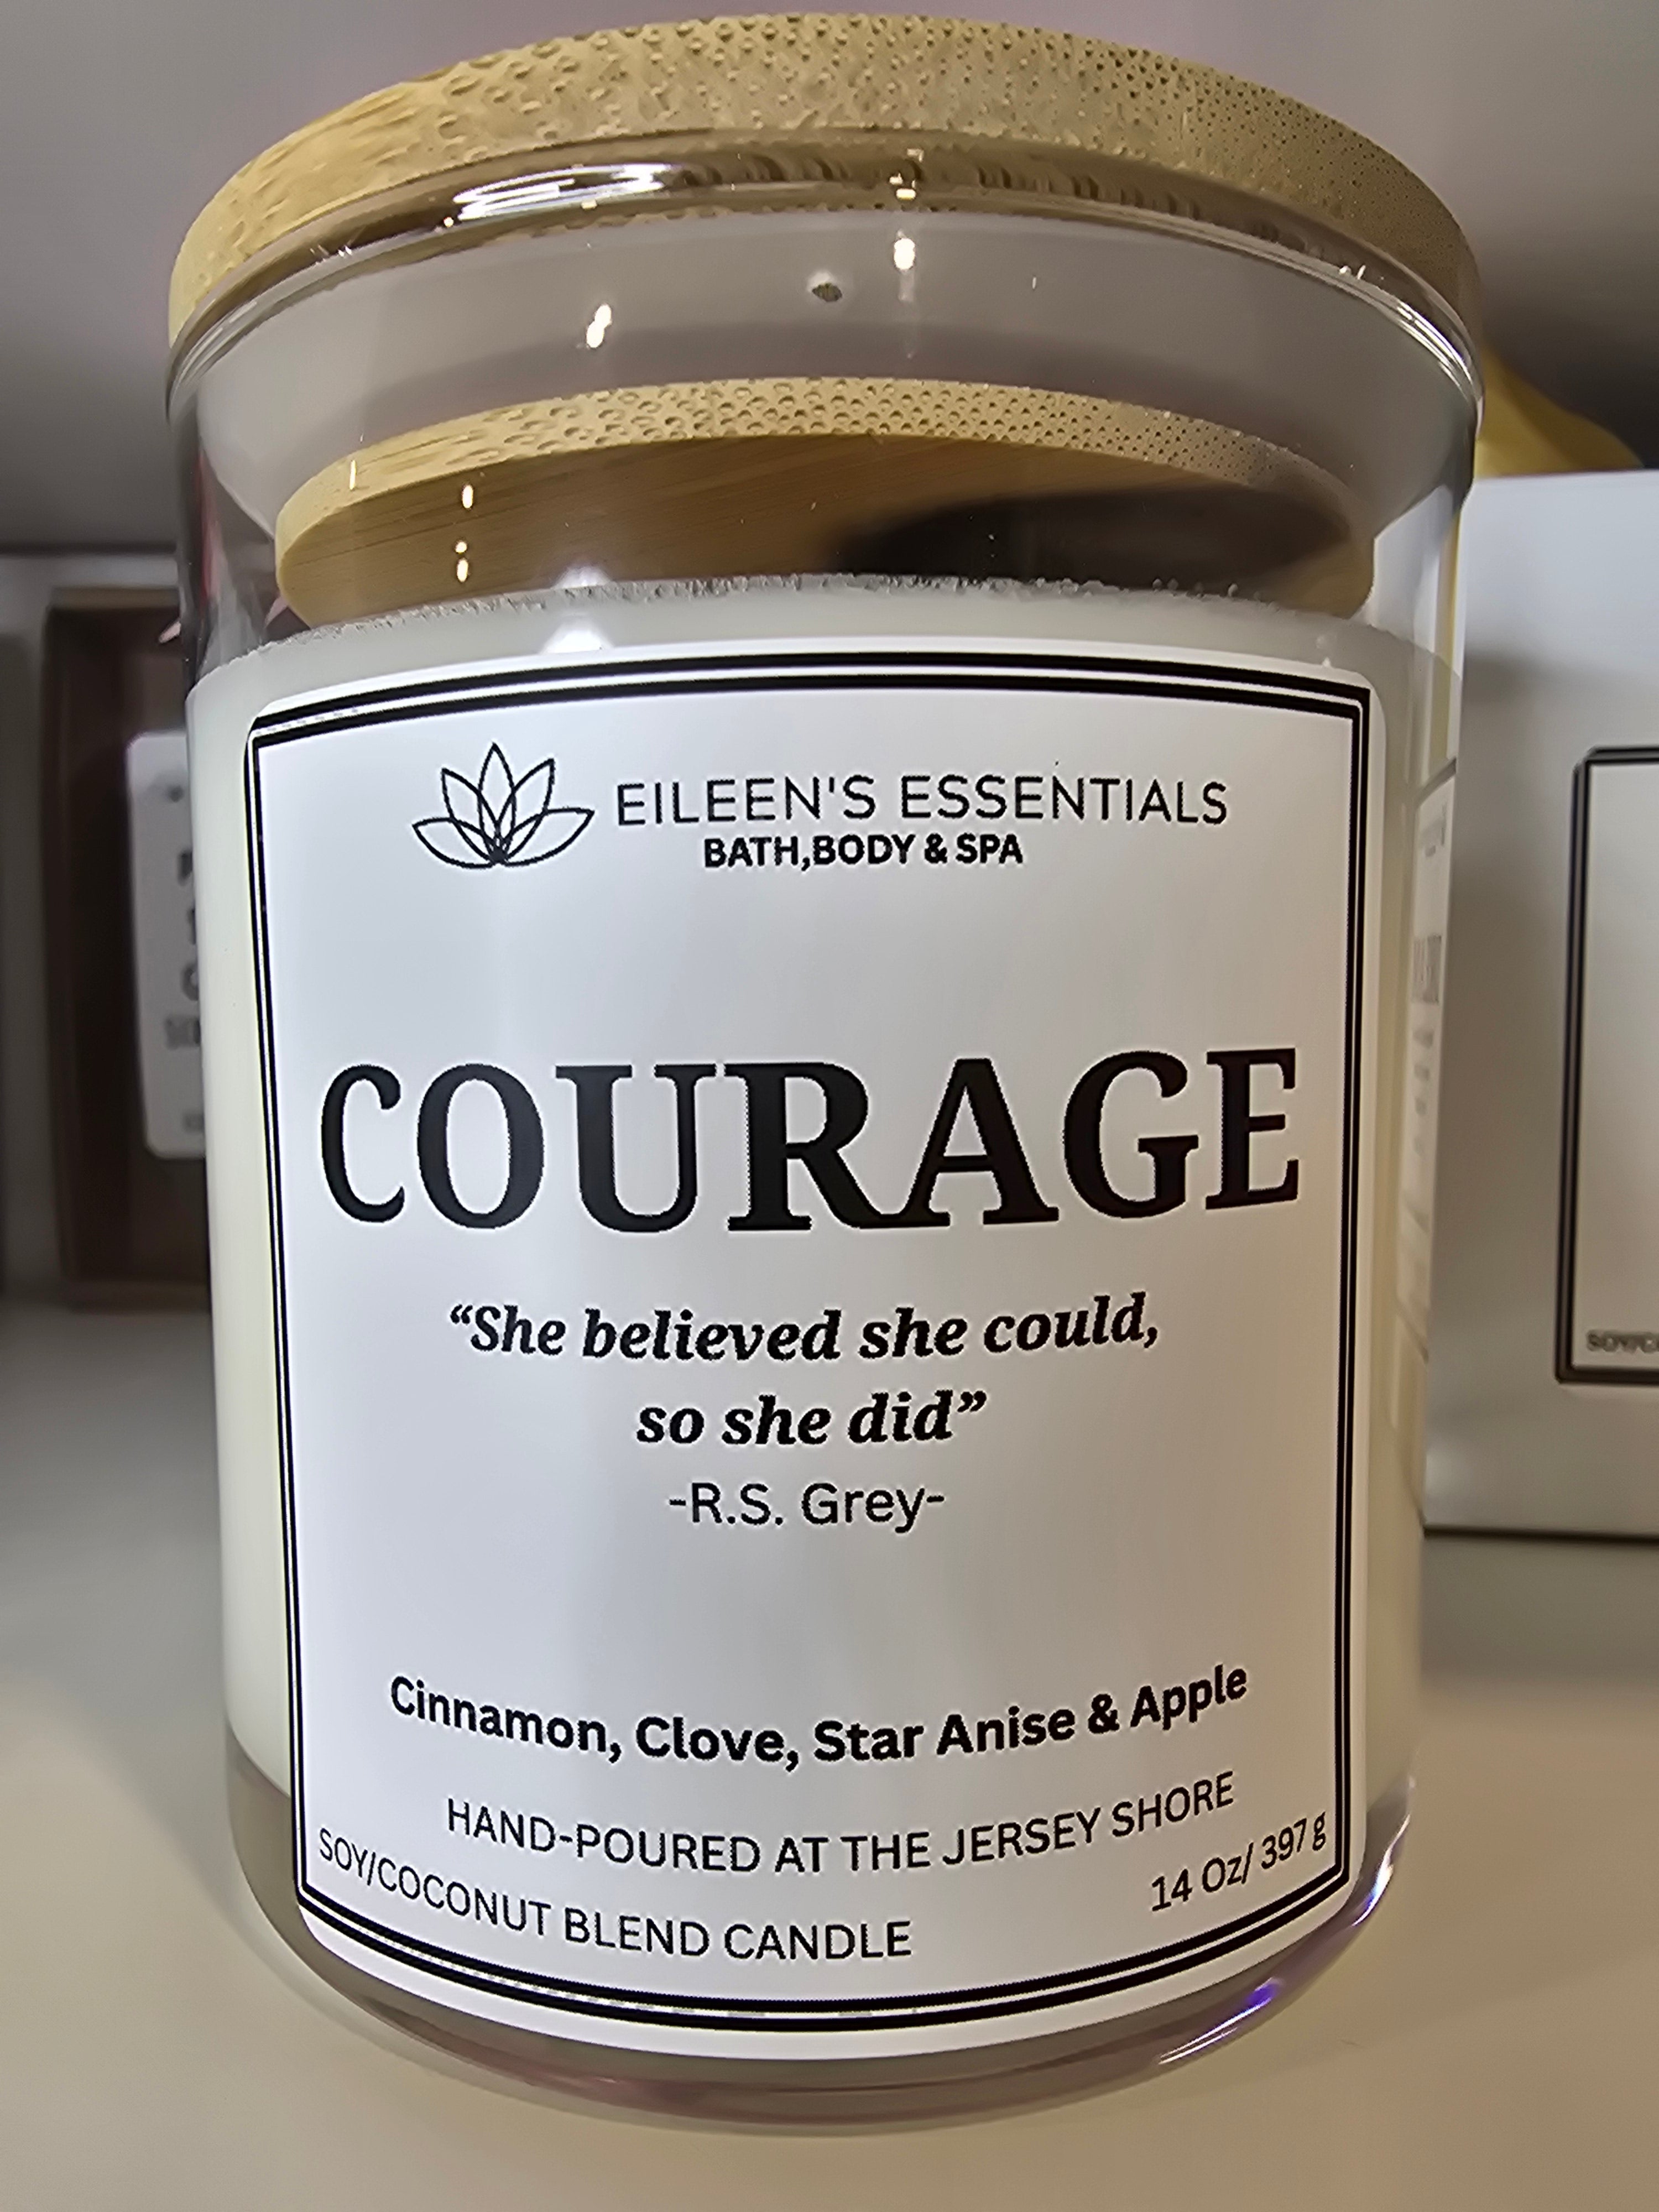 EILEEN'S ESSENTIALS
BATH,BODY & SPA
COURAGE
“She believed she could,
so she did”
-R.S. Grey-
Cinnamon, Clove, Star Anise & Apple
HAND-POURED AT THE JERSEY SHORE
SOY/COCONUT BLEND CANDLE
14 Oz/ 397 g